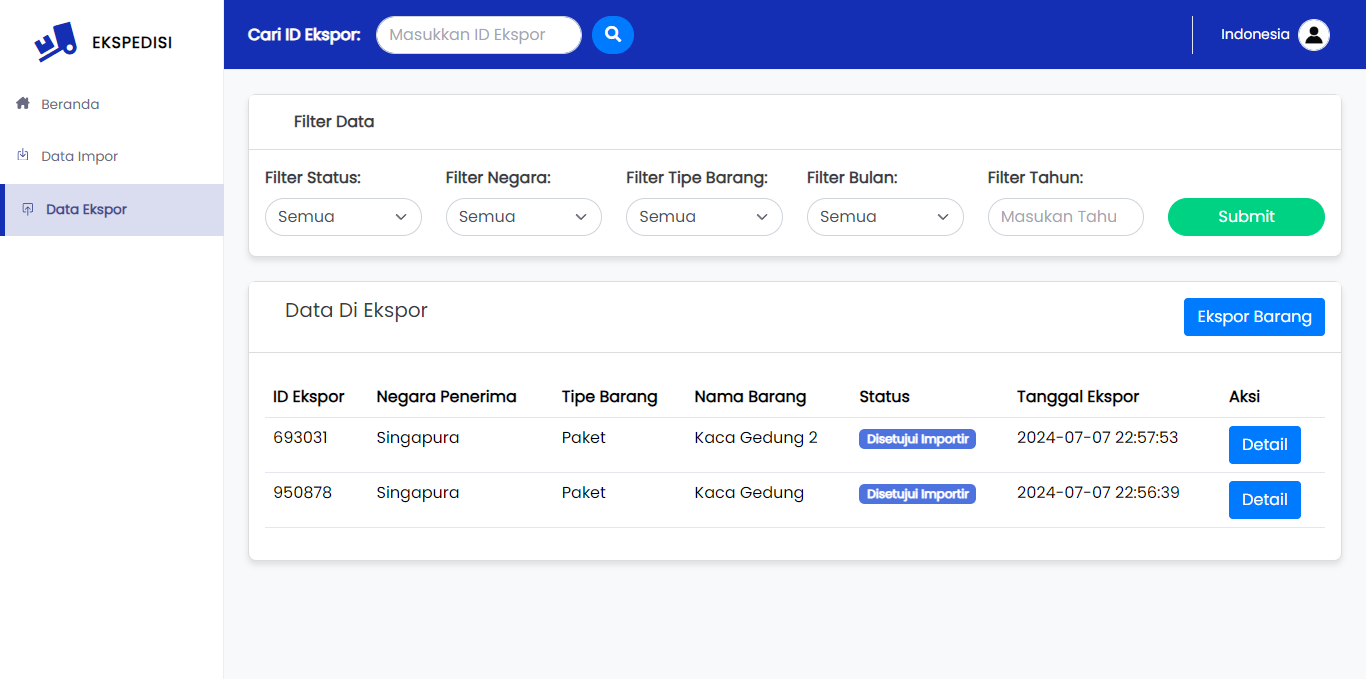 EKSPEDISI
Beranda
Data Impor
Data Ekspor
Cari ID Ekspor: Masukkan ID Ekspor Indonesia
Filter Data
Filter Status: Filter Negara: Filter Tipe Barang: Filter Bulan: Filter Tahun:
Semua Semua Semua Semua Masukan Tahu Submit
Data Di Ekspor Ekspor Barang
ID Ekspor Negara Penerima Tipe Barang Nama Barang Status Tanggal Ekspor Aksi
693031 Singapura Paket Kaca Gedung 2 Disetujui Importir 2024-07-07 22:57:53 Detail
950878 Singapura Paket Kaca Gedung Disetujui Importir 2024-07-07 22:56:39 Detail